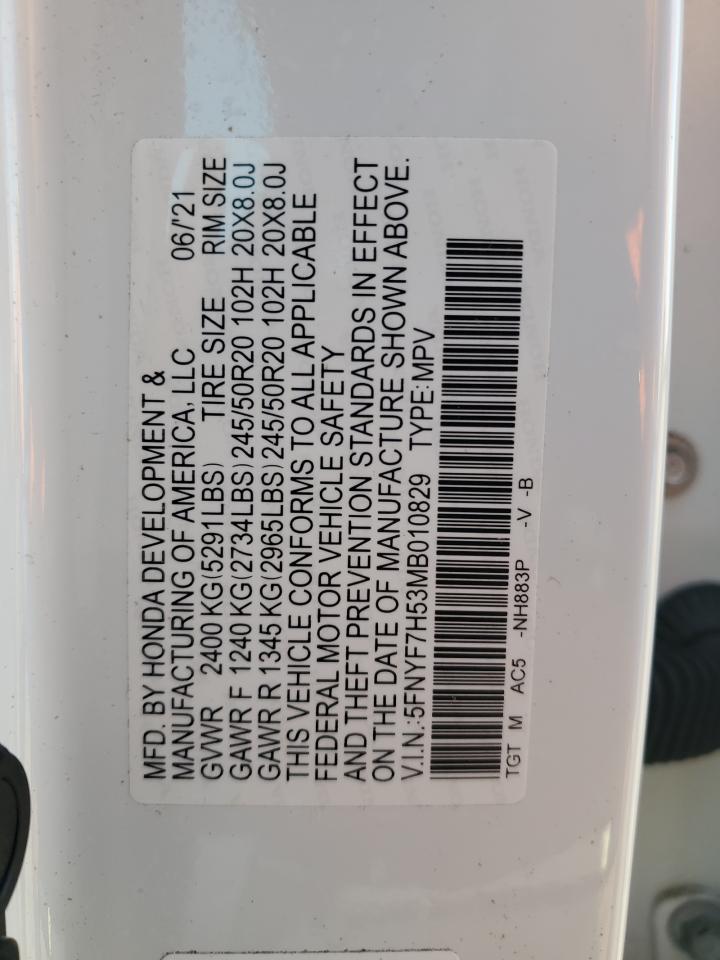 MFD. BY HONDA DEVELOPMENT &
MANUFACTURING OF AMERICA, LLC 06/'21
GVWR 2400 KG(5291LBS) TIRE SIZE RIM SIZE
GAWR F 1240 KG(2734LBS)245/50R20 102H 20X8.0J
GAWR R 1345 KG(2965LBS)245/50R20 102H 20X8.0J
THIS VEHICLE CONFORMS TO ALL APPLICABLE
FEDERAL MOTOR VEHICLE SAFETY
AND THEFT PREVENTION STANDARDS IN EFFECT
ON THE DATE OF MANUFACTURE SHOWN ABOVE.
V.I.N.:5FNYF7H53MB010829 TYPE:MPV
TGT M AC5 -NH883P -V -B